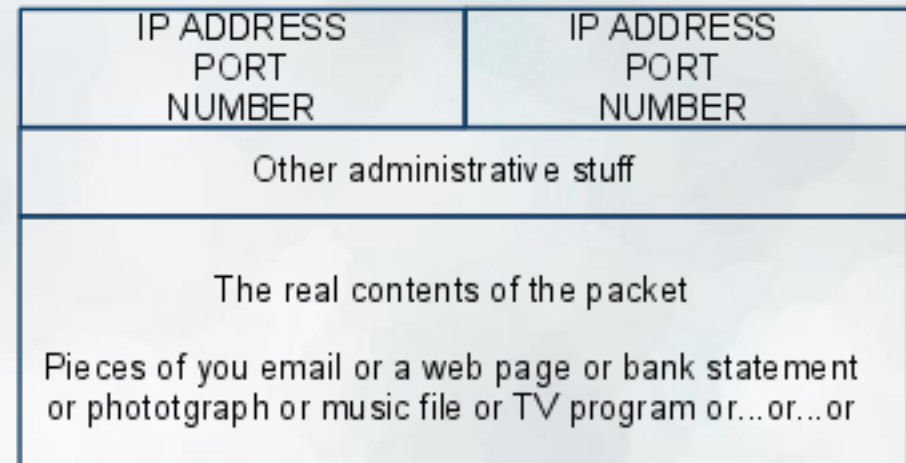 IP ADDRESS
PORT
NUMBER
IP ADDRESS
PORT
NUMBER
Other administrative stuff
The real contents of the packet
Pieces of you email or a web page or bank statement
or phototgraph or music file or TV program or...or...or